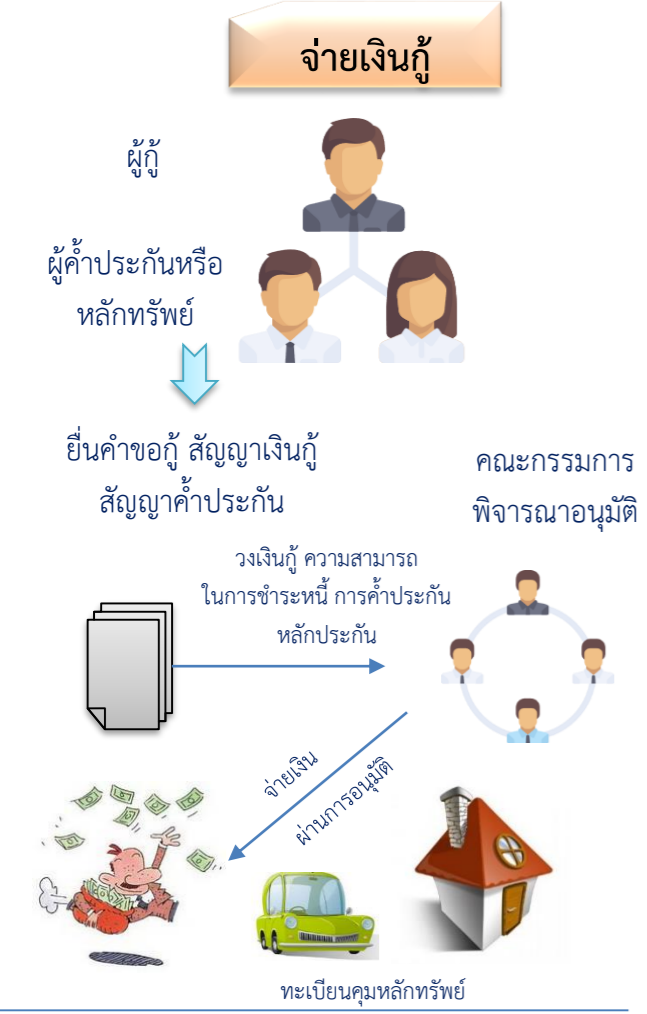 จ่ายเงินกู้
ผู้กู้
ผู้ค้ำประกันหรือ
หลักทรัพย์
ยื่นคำขอกู้ สัญญาเงินกู้
สัญญาค้ำประกัน
คณะกรรมการ
พิจารณาอนุมัติ
วงเงินกู้ ความสามารถ
ในการชำระหนี้ การค้ำประกัน
หลักประกัน
จ่ายเงิน
ผ่านการอนุมัติ
ทะเบียนคุมหลักทรัพย์